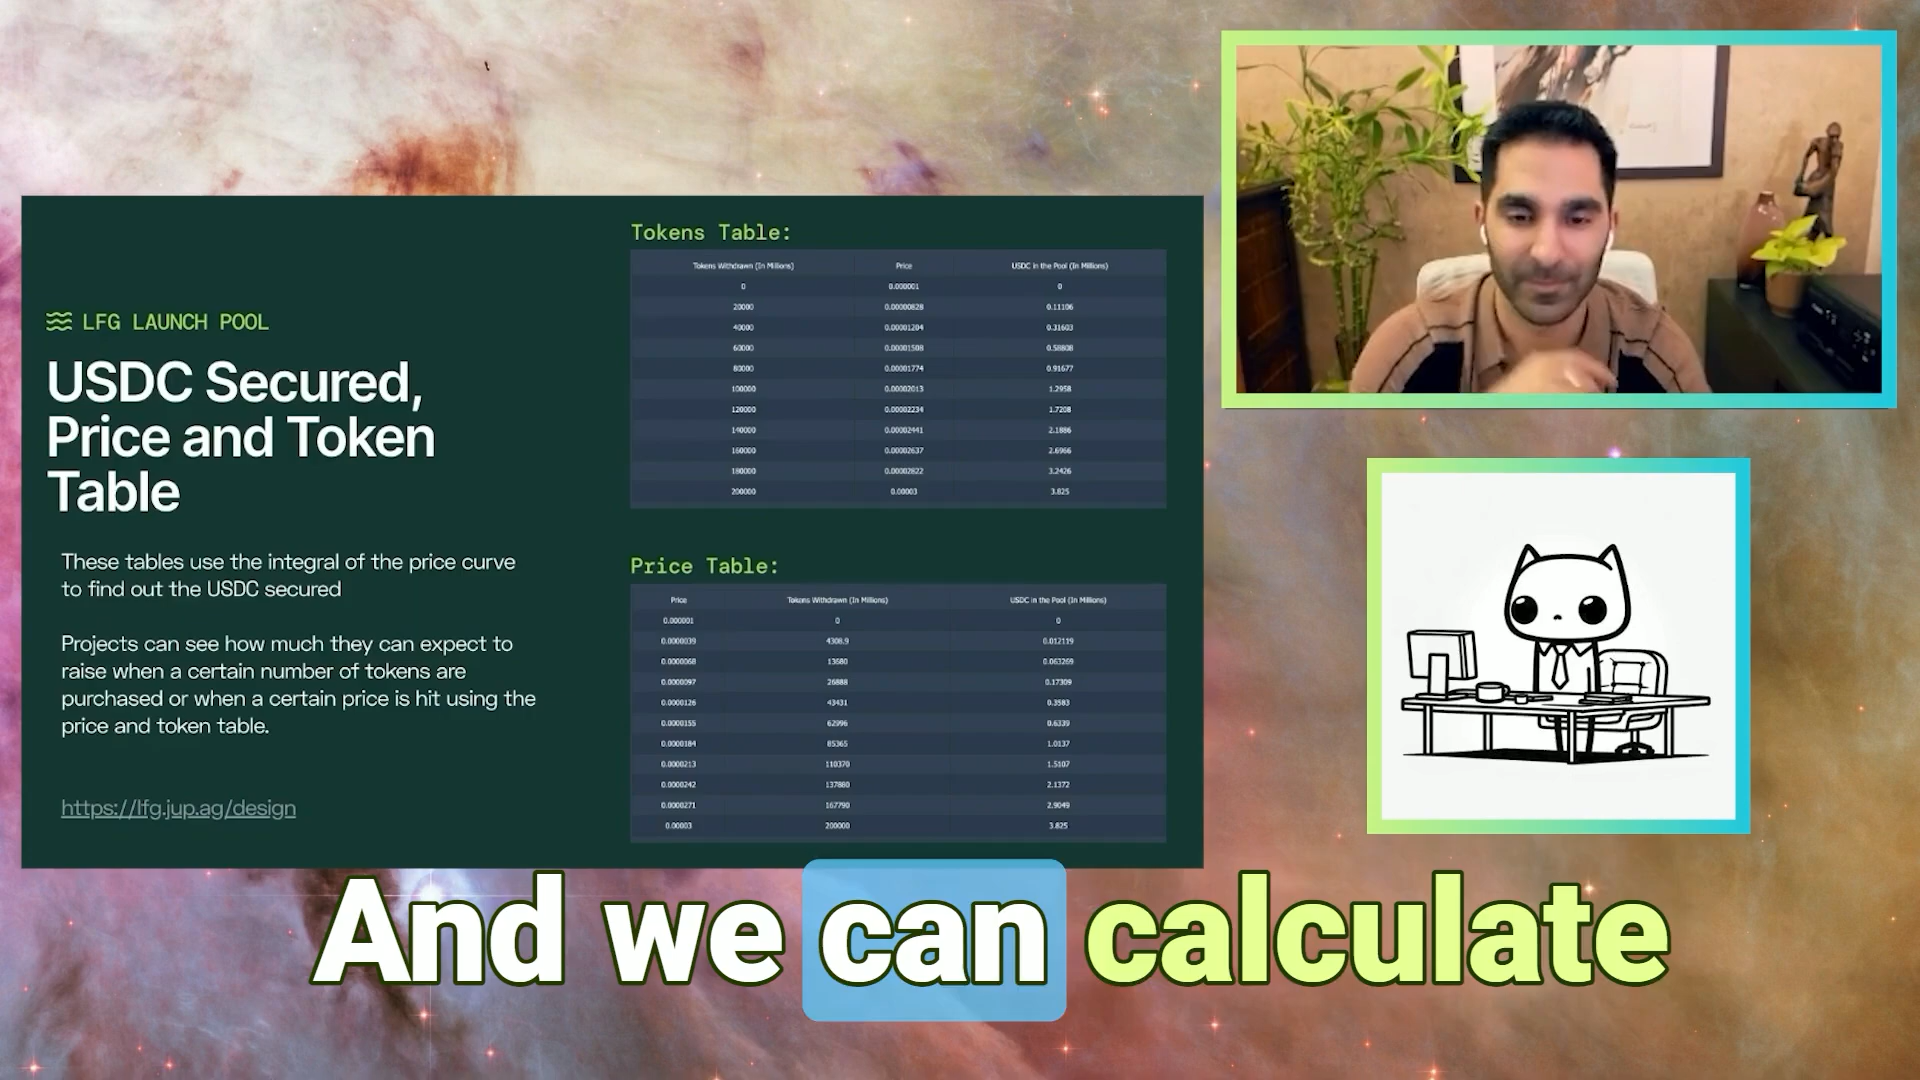 LFG LAUNCH POOL
USDC Secured,
Price and Token
Table
These tables use the integral of the price curve
to find out the USDC secured
Projects can see how much they can expect to
raise when a certain number of tokens are
purchased or when a certain price is hit using the
price and token table.
https://lfg.jup.ag/design
Tokens Table:
Tokens Withdrawn (In Millions) Price USDC in the Pool (In Millions)
0 0.000001 0
20000 0.00000828 0.11106
40000 0.00001204 0.31603
60000 0.00001508 0.58808
80000 0.00001774 0.91677
100000 0.00002013 1.2958
120000 0.00002234 1.7208
140000 0.00002441 2.1886
160000 0.00002637 2.6966
180000 0.00002822 3.2426
200000 0.00003 3.825
Price Table:
Price Tokens Withdrawn (In Millions) USDC in the Pool (In Millions)
0.000001 0 0
0.0000039 4308.9 0.012119
0.0000068 13680 0.063269
0.0000097 26888 0.17309
0.0000126 43431 0.3583
0.0000155 62996 0.6339
0.0000184 85365 1.0137
0.0000213 110370 1.5107
0.0000242 137880 2.1372
0.0000271 167790 2.9049
0.00003 200000 3.825
And we can calculate